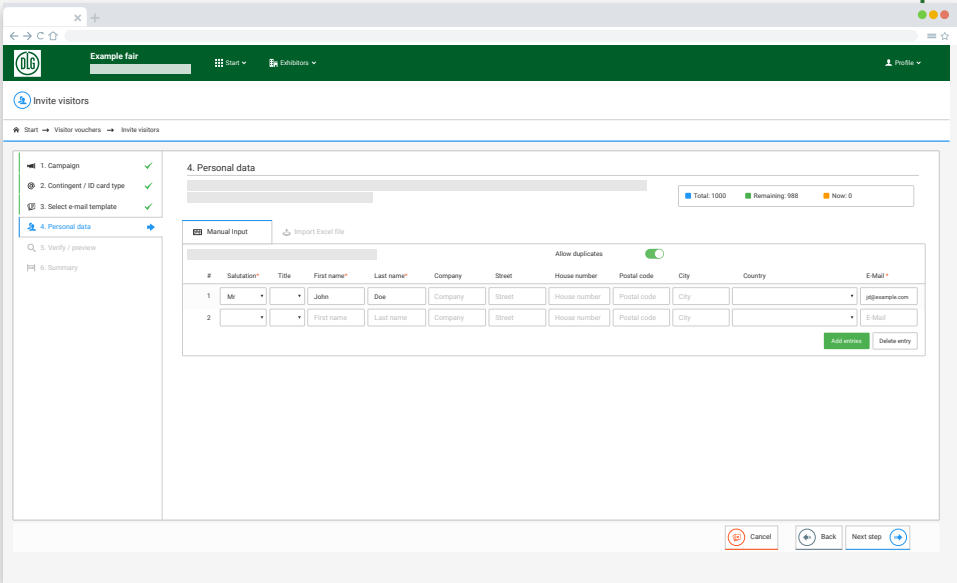 DLG
Example fair
Start
Exhibitors
Profile
Invite visitors
Start → Visitor vouchers → Invite visitors
1. Campaign
2. Contingent / ID card type
3. Select e-mail template
4. Personal data
5. Verify / preview
6. Summary
4. Personal data
Total: 1000 Remaining: 988 Now: 0
Manual Input Import Excel file
Allow duplicates
# Salutation* Title First name* Last name* Company Street House number Postal code City Country E-Mail *
1 Mr John Doe Company Street House number Postal code City jd@example.com
2 First name Last name Company Street House number Postal code City E-Mail
Add entries Delete entry
Cancel Back Next step